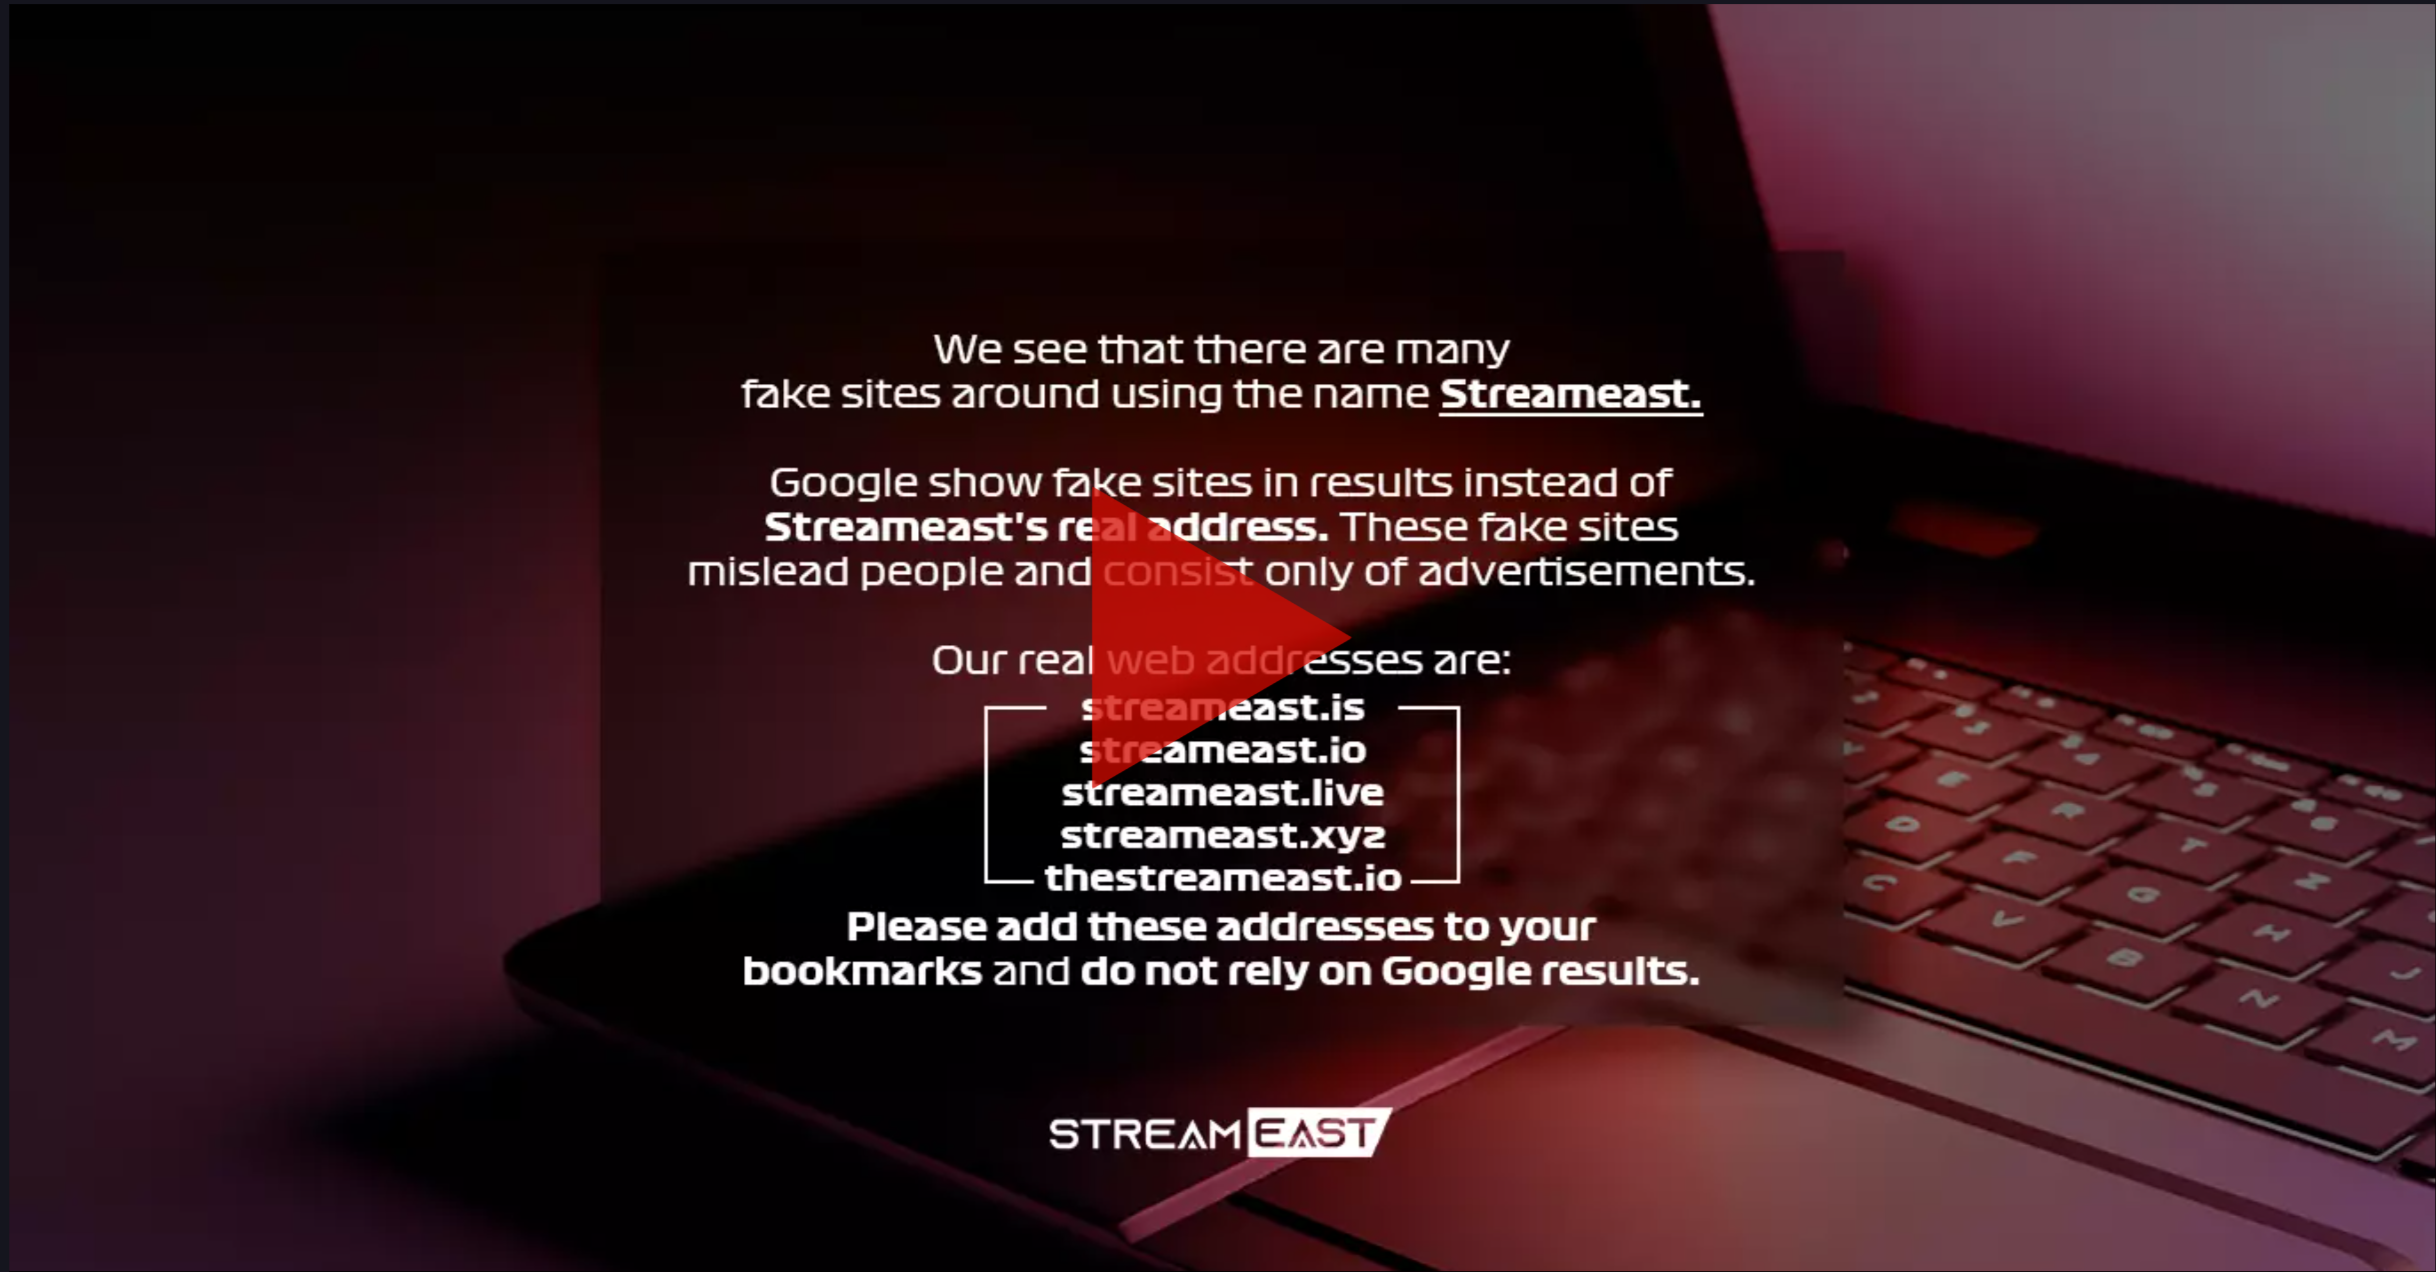 We see that there are many
fake sites around using the name Streameast.
Google show fake sites in results instead of
Streameast's real address. These fake sites
mislead people and consist only of advertisements.
Our real web addresses are:
streameast.is
streameast.io
streameast.live
streameast.xyz
thestreameast.io
Please add these addresses to your
bookmarks and do not rely on Google results.
STREAMEAST
E
R
T
Z
D
F
G
H
J
C
V
B
N
M